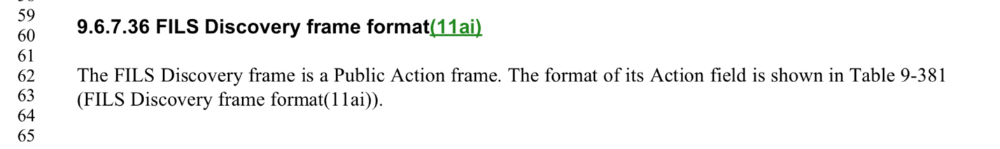 59
60
9.6.7.36 FILS Discovery frame format(11ai)
61
62 The FILS Discovery frame is a Public Action frame. The format of its Action field is shown in Table 9-381
63 (FILS Discovery frame format(11ai)).
64
65